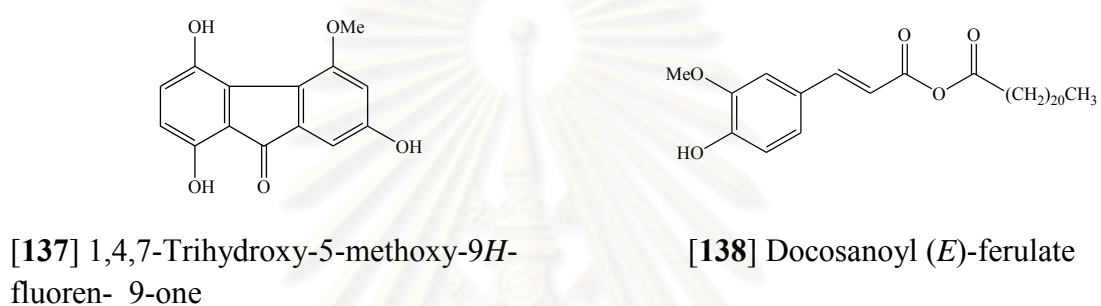 OH
OMe
OH
OH
O
MeO
HO
O
O
O
(CH2)20CH3
[137] 1,4,7-Trihydroxy-5-methoxy-9H-
fluoren- 9-one
[138] Docosanoyl (E)-ferulate